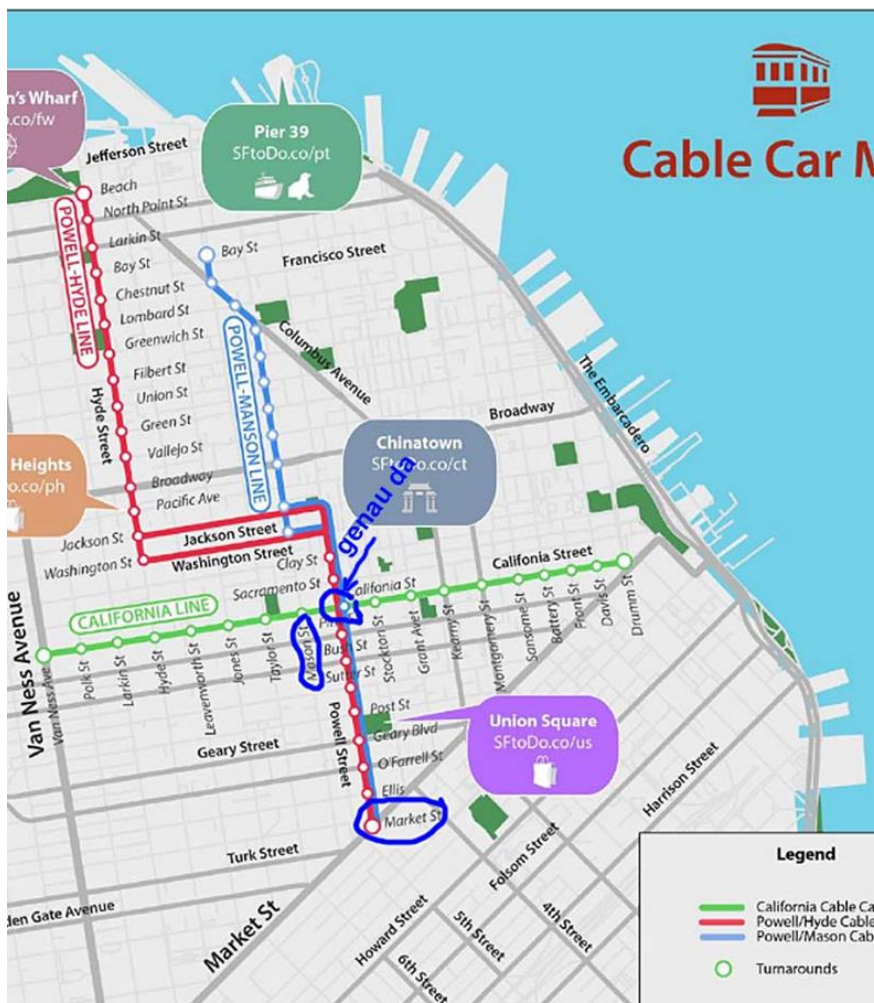 n's Wharf
o.co/fw
Pier 39
SFtoDo.co/pt
Cable Car M
Jefferson Street
Beach
North Point St
Larkin St
Bay St
Chestnut St
Lombard St
Greenwich St
Filbert St
Union St
Green St
Vallejo St
Broadway
Pacific Ave
Jackson St
Washington St
POWELL-HYDE LINE
Hyde Street
Bay St
POWELL-MANSON LINE
Francisco Street
Columbus Avenue
Broadway
The Embarcadero
Heights
o.co/ph
Chinatown
SFtoDo.co/ct
genau da
Jackson Street
Washington Street
Clay St
Sacramento St
California St
Califonia Street
CALIFORNIA LINE
Bush St
Sutter St
Post St
Geary Blvd
O'Farrell St
Ellis
Market St
Powell Street
Van Ness Avenue
Van Ness Ave
Polk St
Larkin St
Hyde St
Leavenworth St
Jones St
Taylor St
Mason St
Stockton St
Grant Ave
Kearny St
Montgomery St
Sansome St
Battery St
Front St
Davis St
Drumm St
Union Square
SFtoDo.co/us
Geary Street
Turk Street
den Gate Avenue
Market St
Howard Street
6th Street
5th Street
Folsom Street
4th Street
Harrison Street
Legend
California Cable Ca
Powell/Hyde Cable
Powell/Mason Cab
Turnarounds